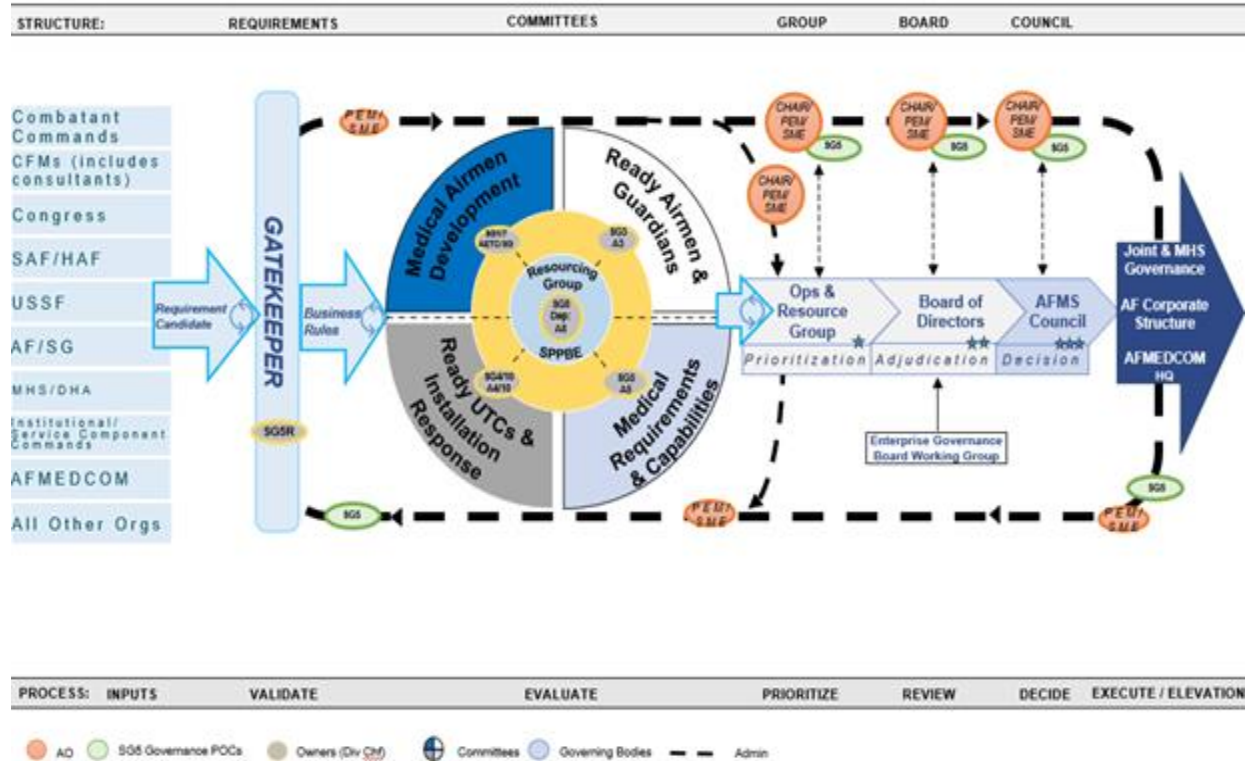 STRUCTURE: REQUIREMENTS COMMITTEES GROUP BOARD COUNCIL
Combatant
Commands
CFMs (includes
consultants)
Congress
SAF/HAF
USSF
AF/SG
MHS/DHA
Institutional/
Service Component
Commands
AFMEDCOM
All Other Orgs
Requirement
Candidate
GATEKEEPER
SG5R
Business
Rules
PEM/
SME
Medical Airmen
Development
Ready Airmen &
Guardians
Ready UTCs &
Installation
Response
Medical
Requirements
& Capabilities
AETC/SG
SG3
A3
Resourcing
Group
SG8
Dep:
A8
SPPBE
SG4/10
A4/10
SG5
A5
CHAIR/
PEM/
SME
CHAIR/
PEM/
SME
SG5
CHAIR/
PEM/
SME
SG5
CHAIR/
PEM/
SME
SG5
Ops &
Resource
Group
Prioritization
Board of
Directors
Adjudication
AFMS
Council
Decision
Enterprise Governance
Board Working Group
Joint & MHS
Governance
AF Corporate
Structure
AFMEDCOM
HQ
SG5
PEM/
SME
PEM/
SME
SG5
PROCESS: INPUTS VALIDATE EVALUATE PRIORITIZE REVIEW DECIDE EXECUTE / ELEVATION
AO SG5 Governance POCs Owners (Div Chf) Committees Governing Bodies Admin